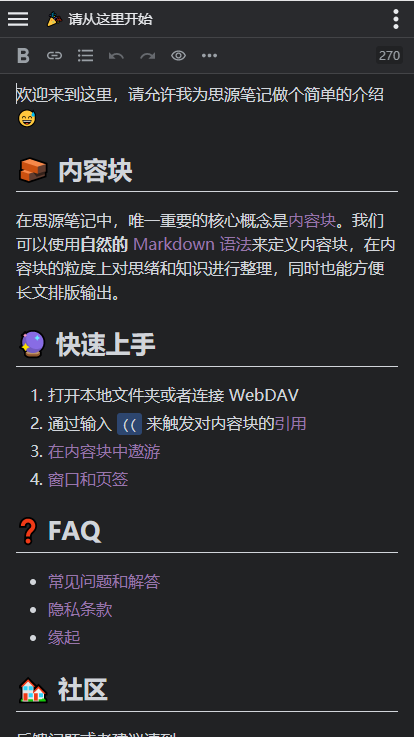 请从这里开始
B
270
欢迎来到这里，请允许我为思源笔记做个简单的介绍
😅
🧱 内容块
在思源笔记中，唯一重要的核心概念是内容块。我们
可以使用自然的 Markdown 语法来定义内容块，在内
容块的粒度上对思绪和知识进行整理，同时也能方便
长文排版输出。
🔮 快速上手
1. 打开本地文件夹或者连接 WebDAV
2. 通过输入 (( 来触发对内容块的引用
3. 在内容块中遨游
4. 窗口和页签
❓ FAQ
• 常见问题和解答
• 隐私条款
• 缘起
🏘️ 社区